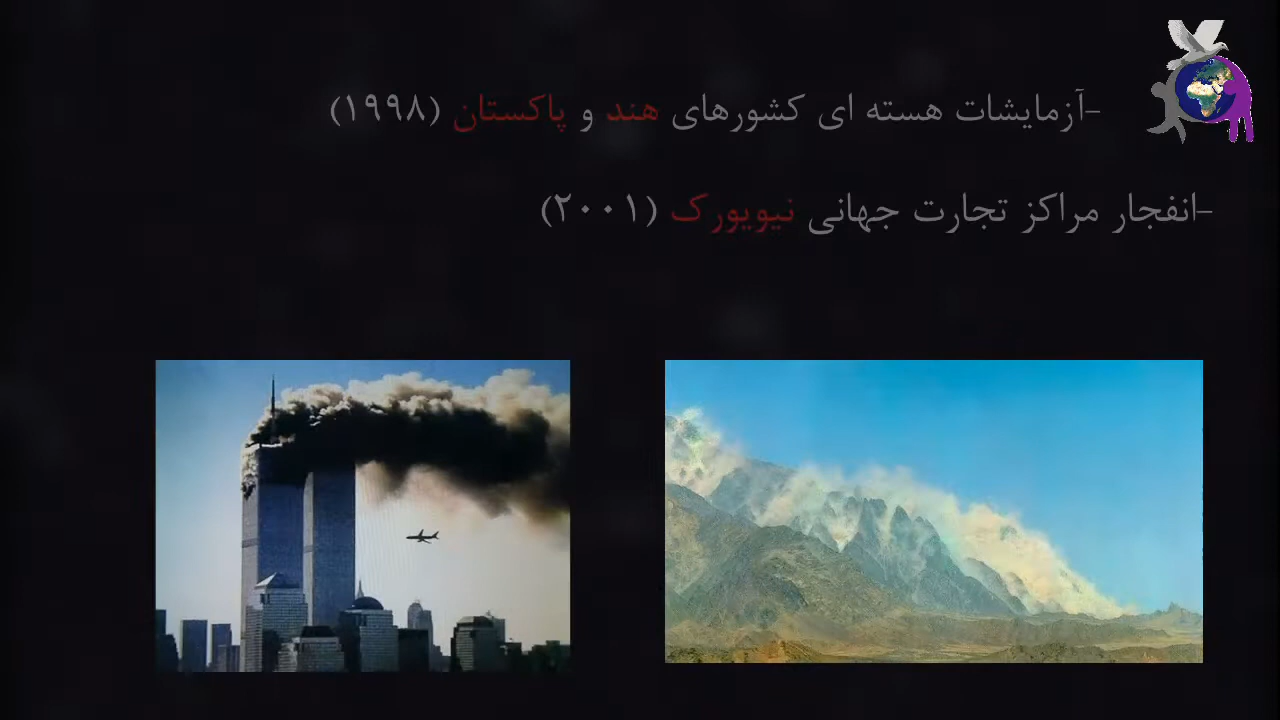 -آزمایشات هسته ای کشورهای هند و پاکستان (۱۹۹۸)
-انفجار مراکز تجارت جهانی نیویورک (۲۰۰۱)